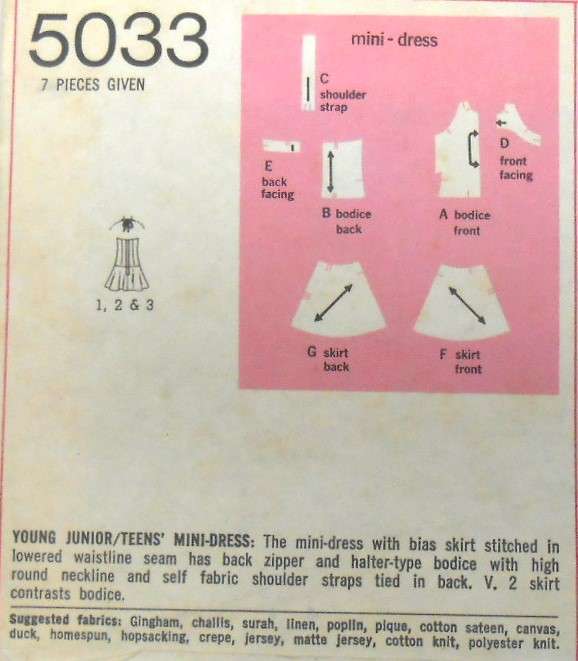 5033
7 PIECES GIVEN
mini-dress
C
shoulder
strap
D
front
facing
E
back
facing
B bodice
back
A bodice
front
1, 2 & 3
G skirt
back
F skirt
front
YOUNG JUNIOR/TEENS' MINI-DRESS: The mini-dress with bias skirt stitched in
lowered waistline seam has back zipper and halter-type bodice with high
round neckline and self fabric shoulder straps tied in back. V. 2 skirt
contrasts bodice.
Suggested fabrics: Gingham, challis, surah, linen, poplin, pique, cotton sateen, canvas,
duck, homespun, hopsacking, crepe, jersey, matte jersey, cotton knit, polyester knit.